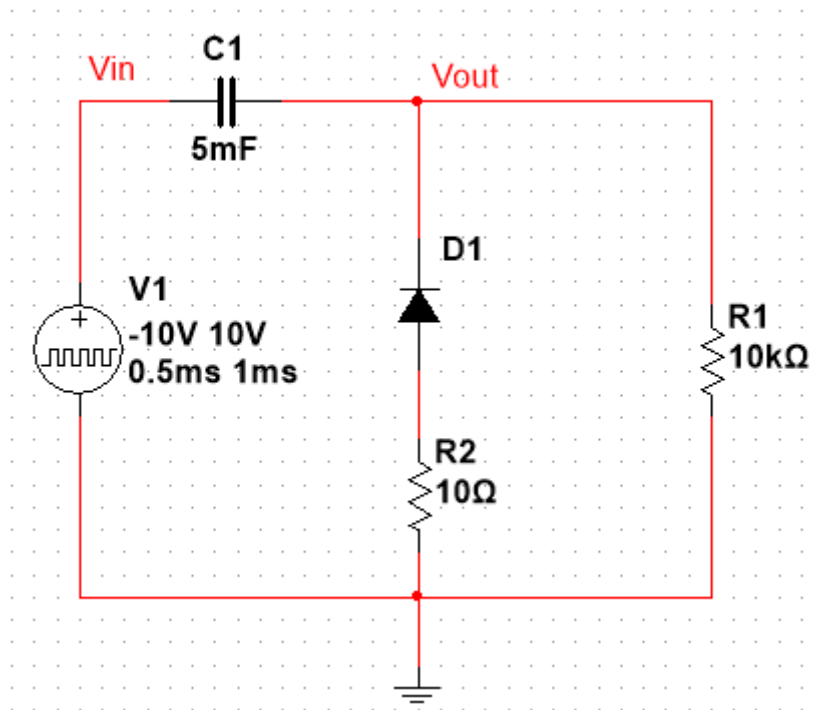 C1
Vin
Vout
5mF
D1
V1
-10V 10V
0.5ms 1ms
R1
10kΩ
R2
10Ω